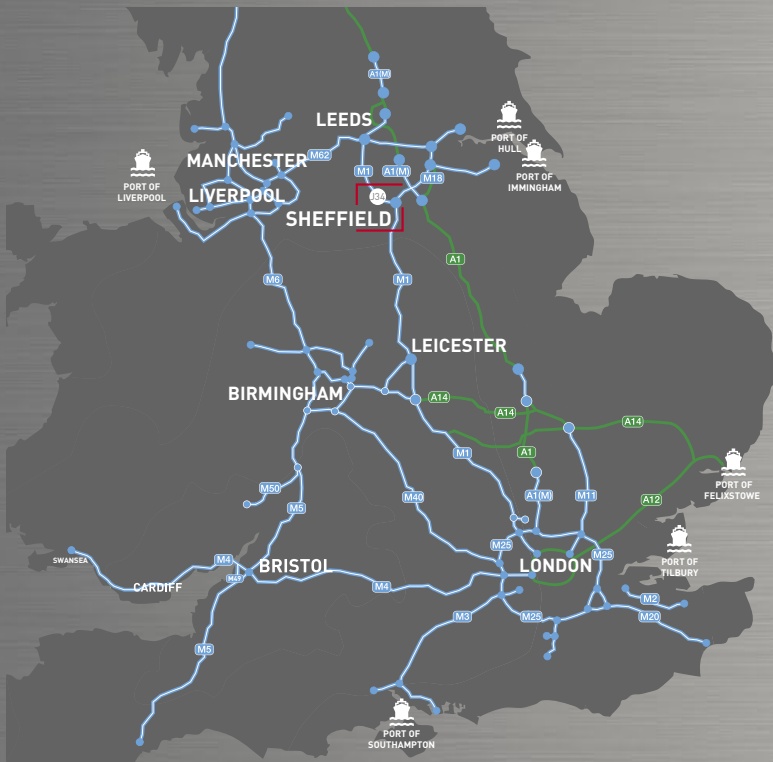 A1(M)
LEEDS
PORT OF
HULL
MANCHESTER
M62
PORT OF
IMMINGHAM
M1
A1(M)
M18
PORT OF
LIVERPOOL
LIVERPOOL
J34
SHEFFIELD
A1
M6
M1
LEICESTER
BIRMINGHAM
A14
A14
A14
M1
A1
PORT OF
FELIXSTOWE
M50
M5
M40
A1(M)
M11
A12
M25
M25
SWANSEA
M4
BRISTOL
LONDON
PORT OF
TILBURY
M49
CARDIFF
M4
M2
M3
M25
M20
M5
PORT OF
SOUTHAMPTON